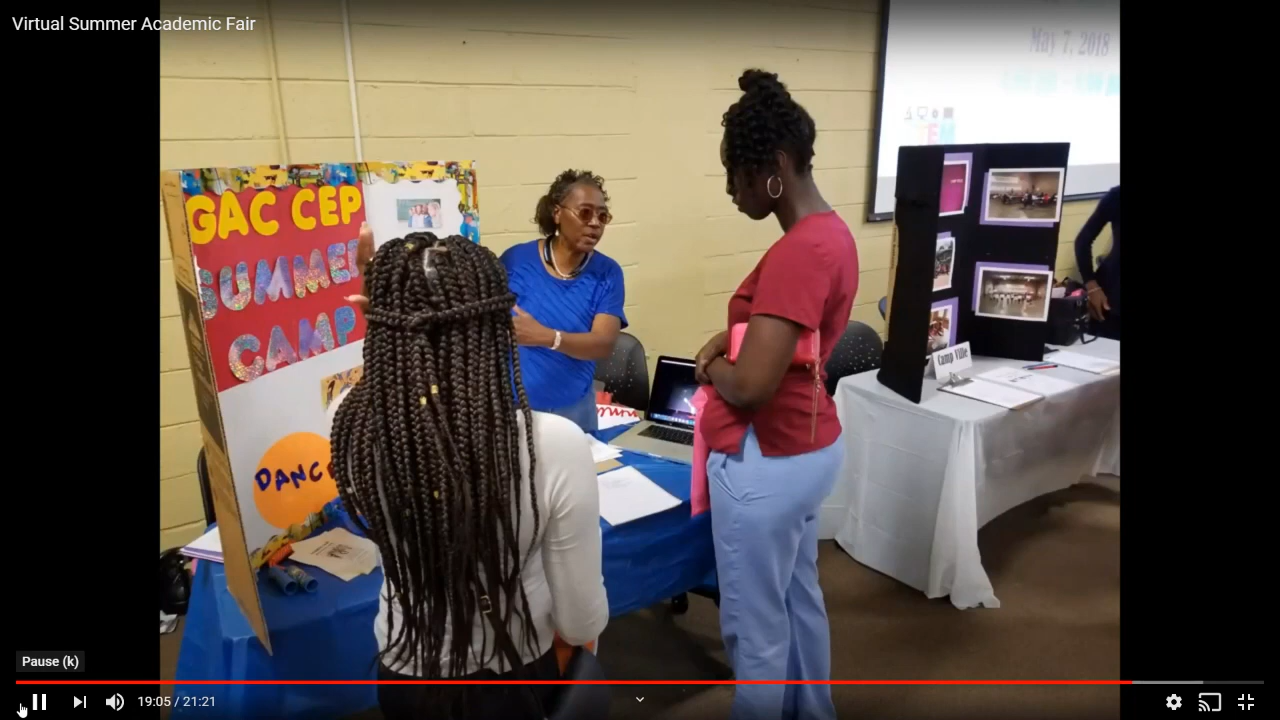 Virtual Summer Academic Fair
May 7, 2018
GAC CEP
SUMMER
CAMP
DANC
Camp Ville
Pause (k)
19:05 / 21:21